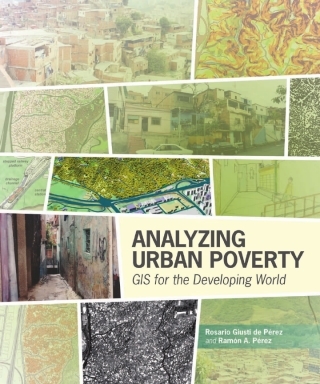 ANALYZING
URBAN POVERTY
GIS for the Developing World
Rosario Giusti de Pérez
and Ramón A. Pérez